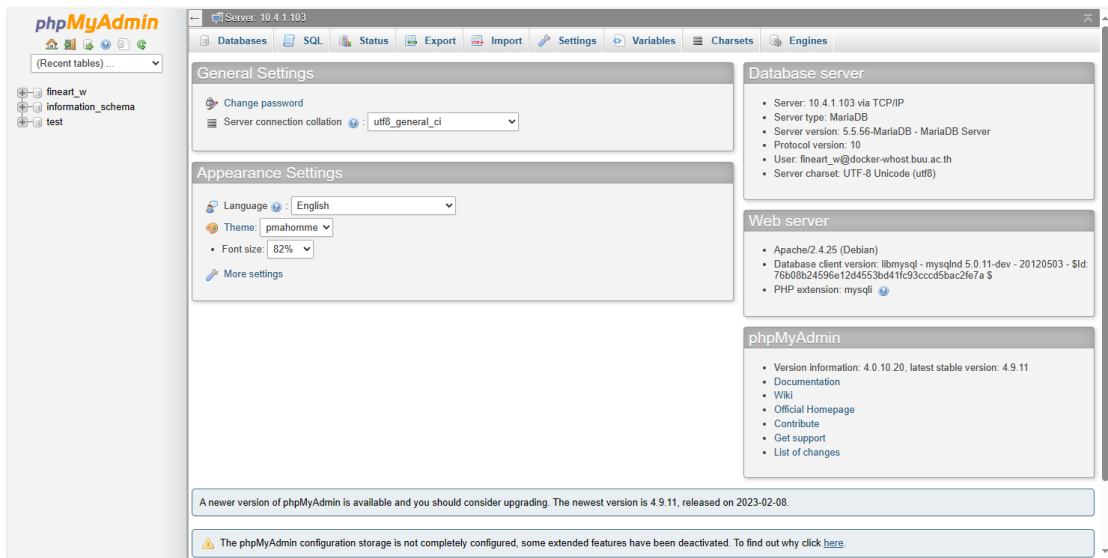 phpMyAdmin
(Recent tables) ...
fineart_w
information_schema
test
Server: 10.4.1.103
Databases SQL Status Export Import Settings Variables Charsets Engines
General Settings
Change password
Server connection collation : utf8_general_ci
Appearance Settings
Language : English
Theme: pmahomme
Font size: 82%
More settings
Database server
Server: 10.4.1.103 via TCP/IP
Server type: MariaDB
Server version: 5.5.56-MariaDB - MariaDB Server
Protocol version: 10
User: fineart_w@docker-whost.buu.ac.th
Server charset: UTF-8 Unicode (utf8)
Web server
Apache/2.4.25 (Debian)
Database client version: libmysql - mysqlnd 5.0.11-dev - 20120503 - $Id:
76b08b24596e12d4553bd41fc93cccd5bac2fe7a $
PHP extension: mysqli
phpMyAdmin
Version information: 4.0.10.20, latest stable version: 4.9.11
Documentation
Wiki
Official Homepage
Contribute
Get support
List of changes
A newer version of phpMyAdmin is available and you should consider upgrading. The newest version is 4.9.11, released on 2023-02-08.
The phpMyAdmin configuration storage is not completely configured, some extended features have been deactivated. To find out why click here.